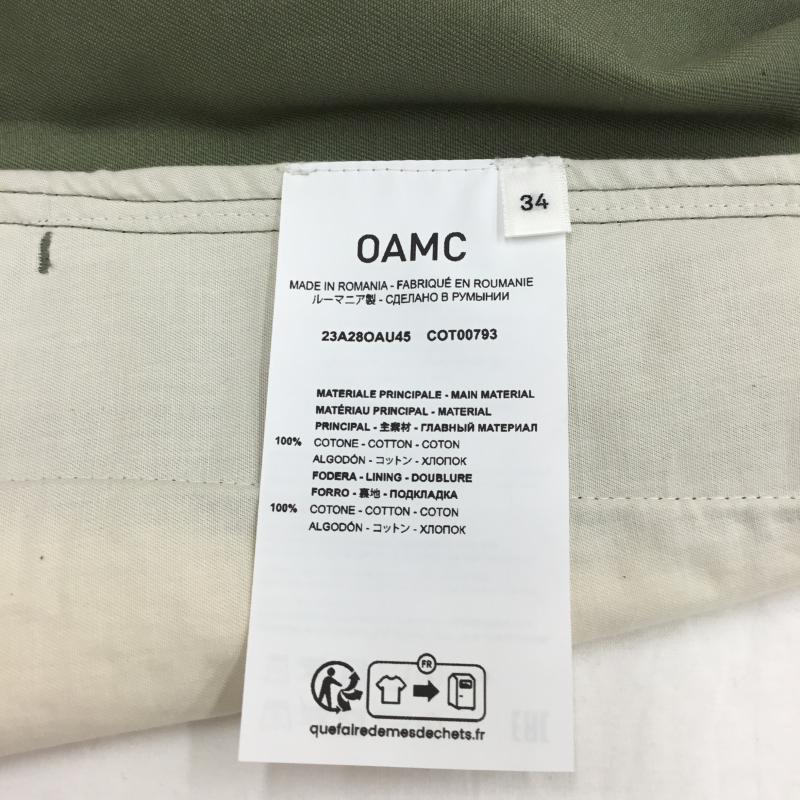 34
OAMC
MADE IN ROMANIA - FABRIQUÉ EN ROUMANIE
ルーマニア製 - СДЕЛАНО В РУМЫНИИ
23A28OAU45 COT00793
MATERIALE PRINCIPALE - MAIN MATERIAL
MATÉRIAU PRINCIPAL - MATERIAL
PRINCIPAL - 主素材 - ГЛАВНЫЙ МАТЕРИАЛ
100% COTONE - COTTON - COTON
ALGODÓN - コットン - ХЛОПОК
FODERA - LINING - DOUBLURE
FORRO - 裏地 - ПОДКЛАДКА
100% COTONE - COTTON - COTON
ALGODÓN - コットン - ХЛОПОК
FR
quefairedemesdechets.fr